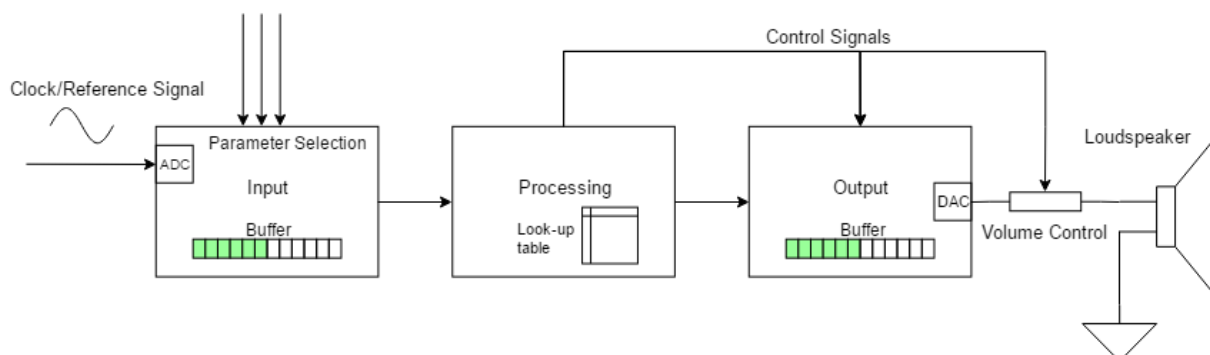 Control Signals
Clock/Reference Signal
Parameter Selection
Loudspeaker
ADC
Input
Processing
Output
DAC
Buffer
Look-up
table
Buffer
Volume Control